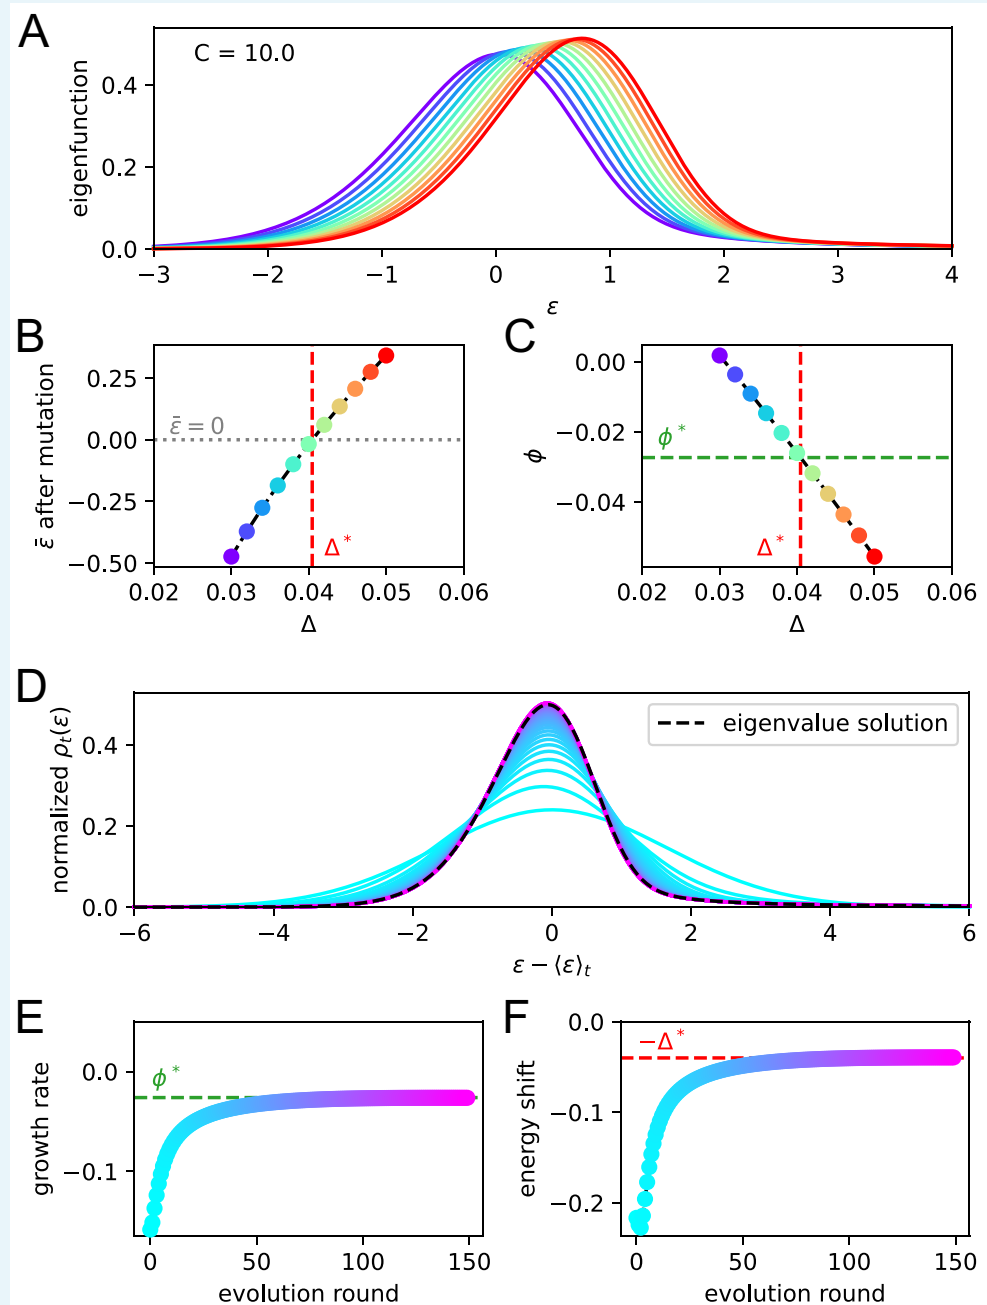 A
C = 10.0
eigenfunction
0.4
0.2
0.0
−3 −2 −1 0 1 2 3 4
ε
B
ε̄ after mutation
0.25
0.00
−0.25
−0.50
ε̄ = 0
Δ*
0.02 0.03 0.04 0.05 0.06
Δ
C
ϕ
0.00
−0.02
−0.04
ϕ*
Δ*
0.02 0.03 0.04 0.05 0.06
Δ
D
normalized ρt(ε)
0.4
0.2
0.0
eigenvalue solution
−6 −4 −2 0 2 4 6
ε − ⟨ε⟩t
E
growth rate
0.0
−0.1
ϕ*
0 50 100 150
evolution round
F
energy shift
0.0
−0.1
−0.2
−Δ*
0 50 100 150
evolution round